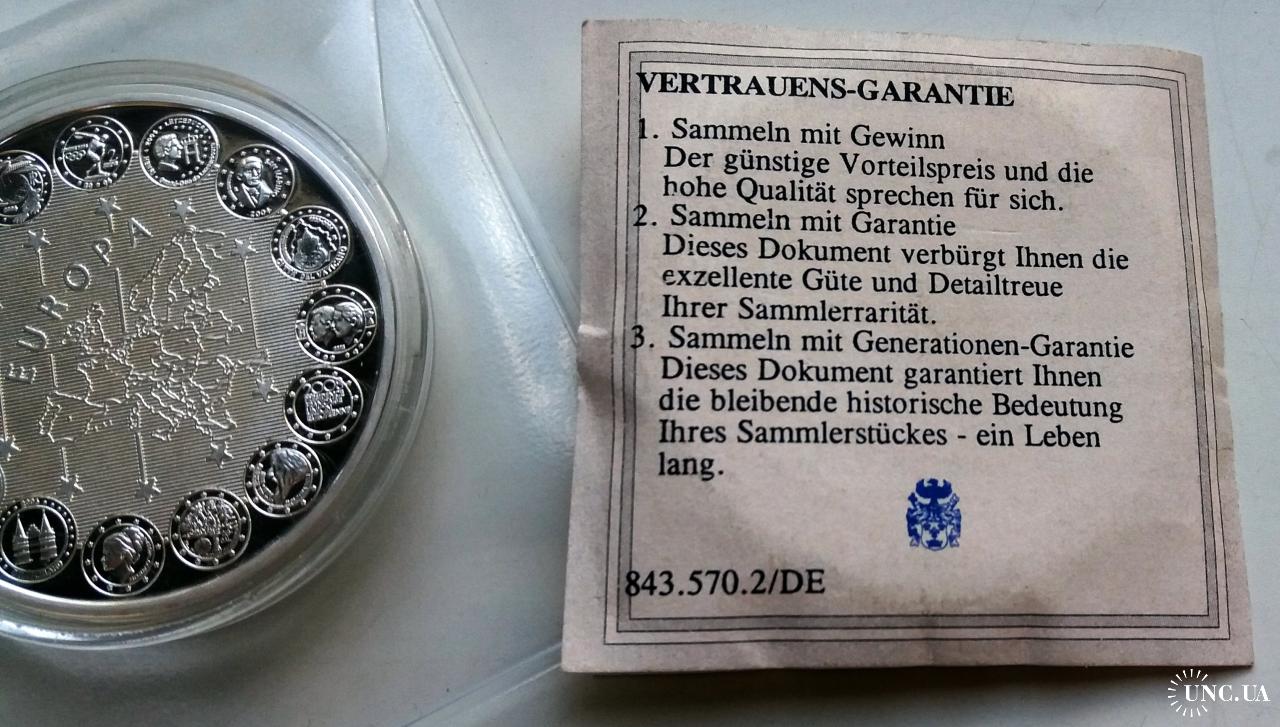 EUROPA
VERTRAUENS-GARANTIE
1. Sammeln mit Gewinn
Der günstige Vorteilspreis und die
hohe Qualität sprechen für sich.
2. Sammeln mit Garantie
Dieses Dokument verbürgt Ihnen die
exzellente Güte und Detailtreue
Ihrer Sammlerrarität.
3. Sammeln mit Generationen-Garantie
Dieses Dokument garantiert Ihnen
die bleibende historische Bedeutung
Ihres Sammlerstückes - ein Leben
lang.
843.570.2/DE
UNC.UA